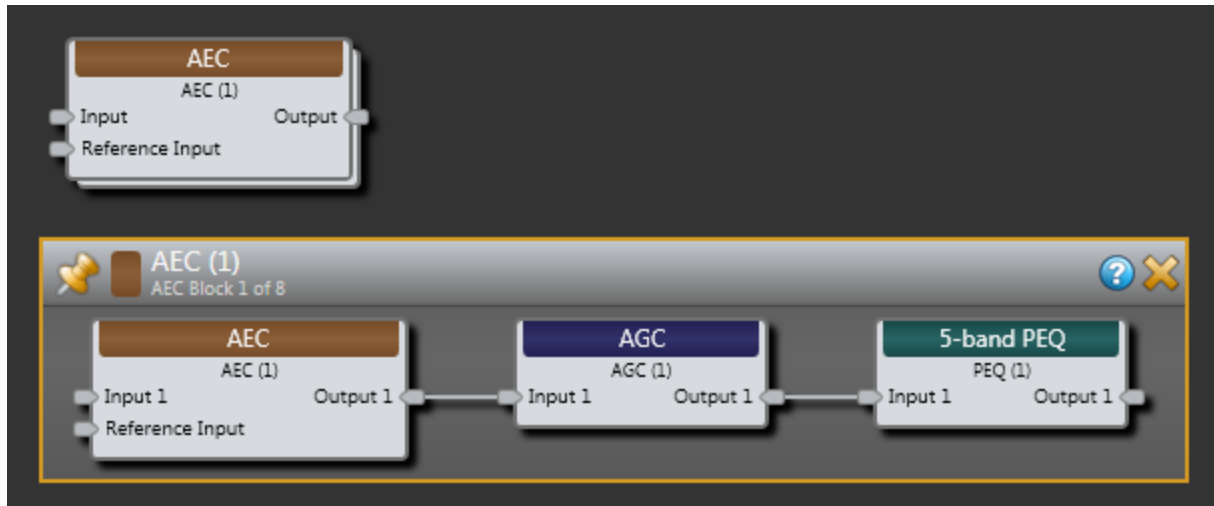 AEC
AEC (1)
Input Output
Reference Input
AEC (1)
AEC Block 1 of 8
?
AEC AGC 5-band PEQ
AEC (1) AGC (1) PEQ (1)
Input 1 Output 1 Input 1 Output 1 Input 1 Output 1
Reference Input